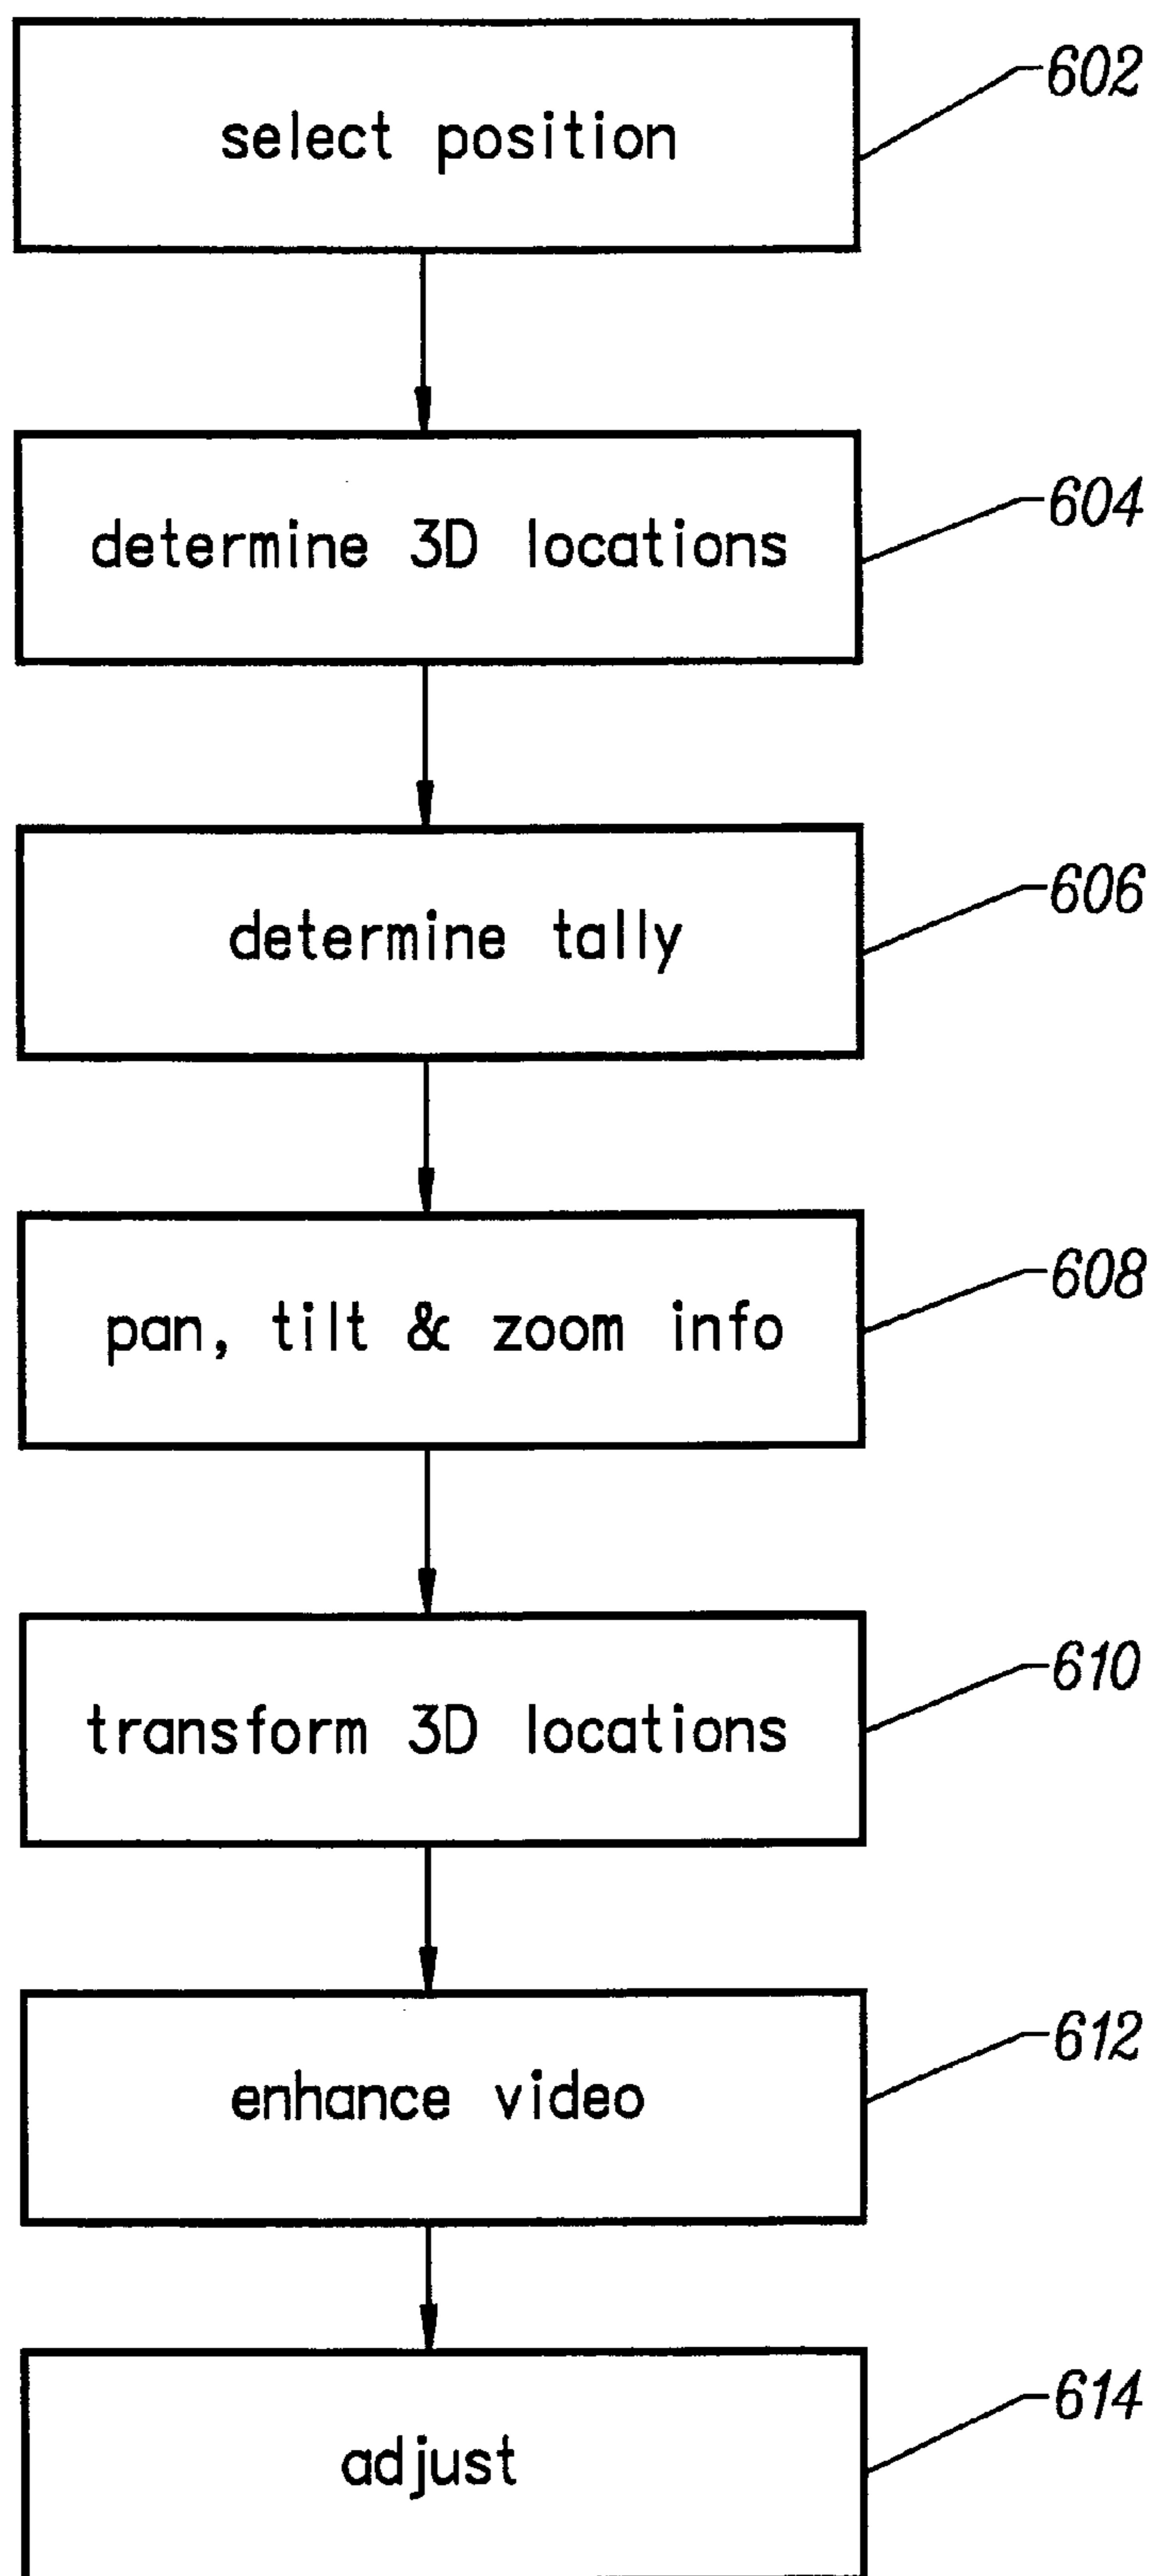 select position
602
determine 3D locations
604
determine tally
606
pan, tilt & zoom info
608
transform 3D locations
610
enhance video
612
adjust
614